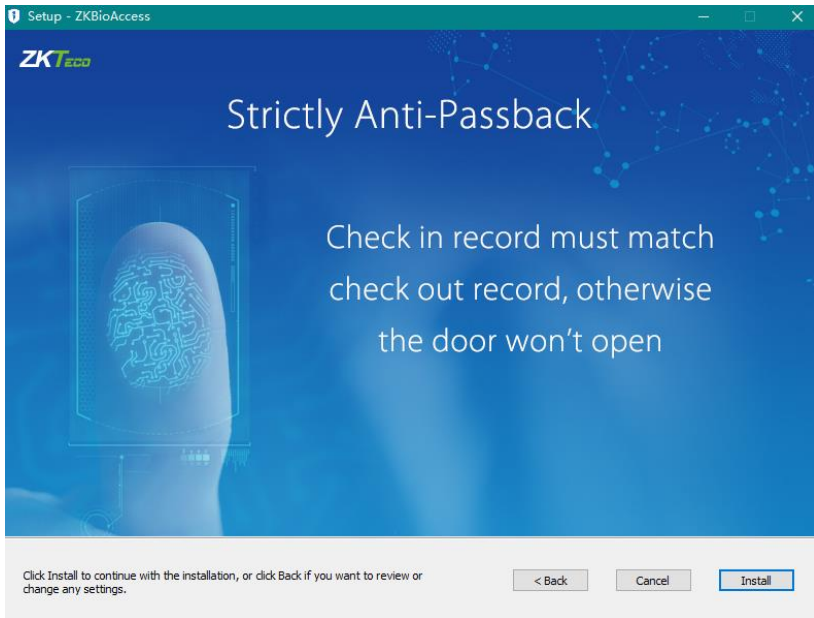 Setup - ZKBioAccess
ZKTeco
Strictly Anti-Passback
Check in record must match
check out record, otherwise
the door won't open
Click Install to continue with the installation, or click Back if you want to review or
change any settings.
< Back
Cancel
Install